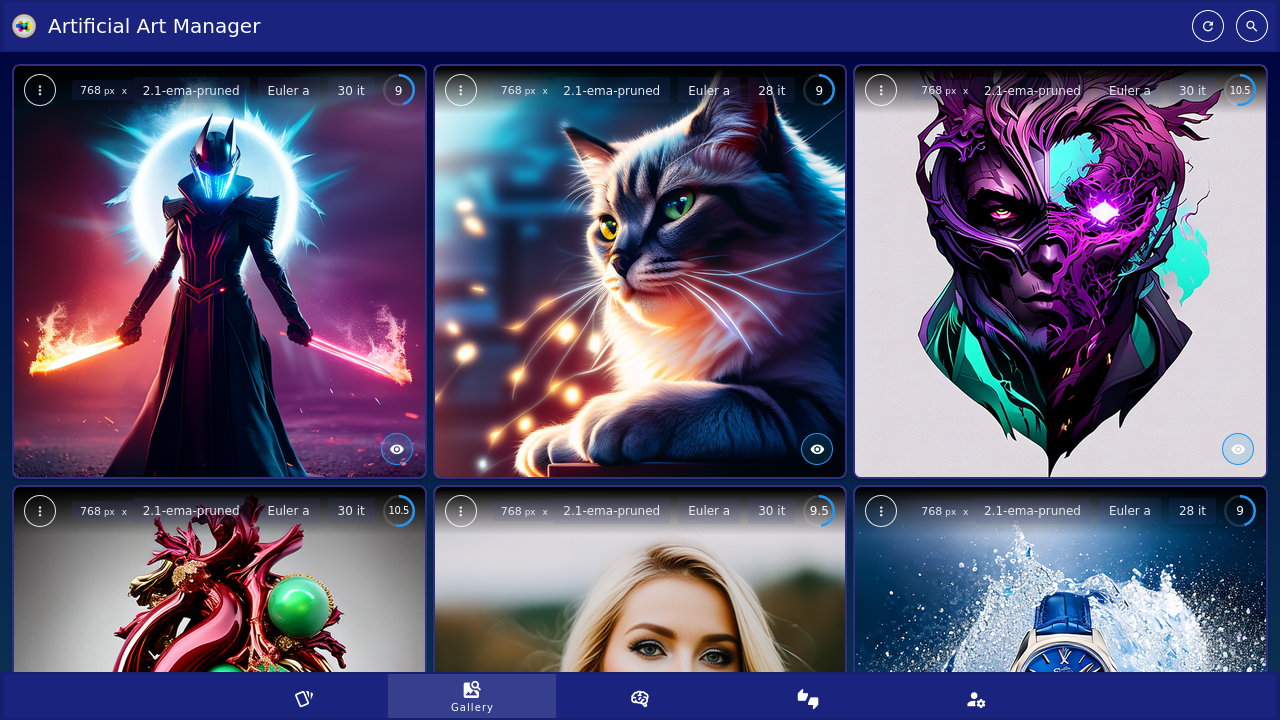 Artificial Art Manager
768 px x 2.1-ema-pruned Euler a 30 it 9
768 px x 2.1-ema-pruned Euler a 28 it 9
768 px x 2.1-ema-pruned Euler a 30 it 10.5
768 px x 2.1-ema-pruned Euler a 30 it 10.5
768 px x 2.1-ema-pruned Euler a 30 it 9.5
768 px x 2.1-ema-pruned Euler a 28 it 9
Gallery